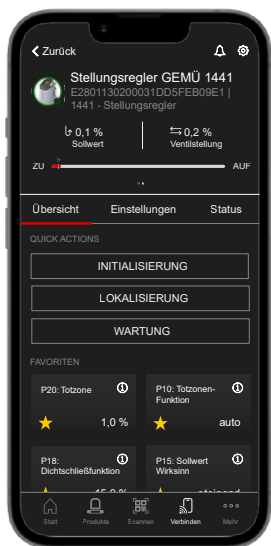 Zurück
Stellungsregler GEMÜ 1441
E2801130200031DD5FEB09E1 |
1441 - Stellungsregler
0,1 %
Sollwert
0,2 %
Ventilstellung
ZU
AUF
Übersicht
Einstellungen
Status
QUICK ACTIONS
INITIALISIERUNG
LOKALISIERUNG
WARTUNG
FAVORITEN
P20: Totzone
1,0 %
P10: Totzonen-
Funktion
auto
P18:
Dichtschließfunktion
P15: Sollwert
Wirksinn
Start
Produkte
Scannen
Verbinden
Mehr